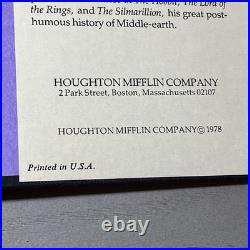 the Rings, and The Silmarillion, his great post-
humous history of Middle-earth.
HOUGHTON MIFFLIN COMPANY
2 Park Street, Boston, Massachusetts 02107
HOUGHTON MIFFLIN COMPANY © 1978
Printed in U.S.A.